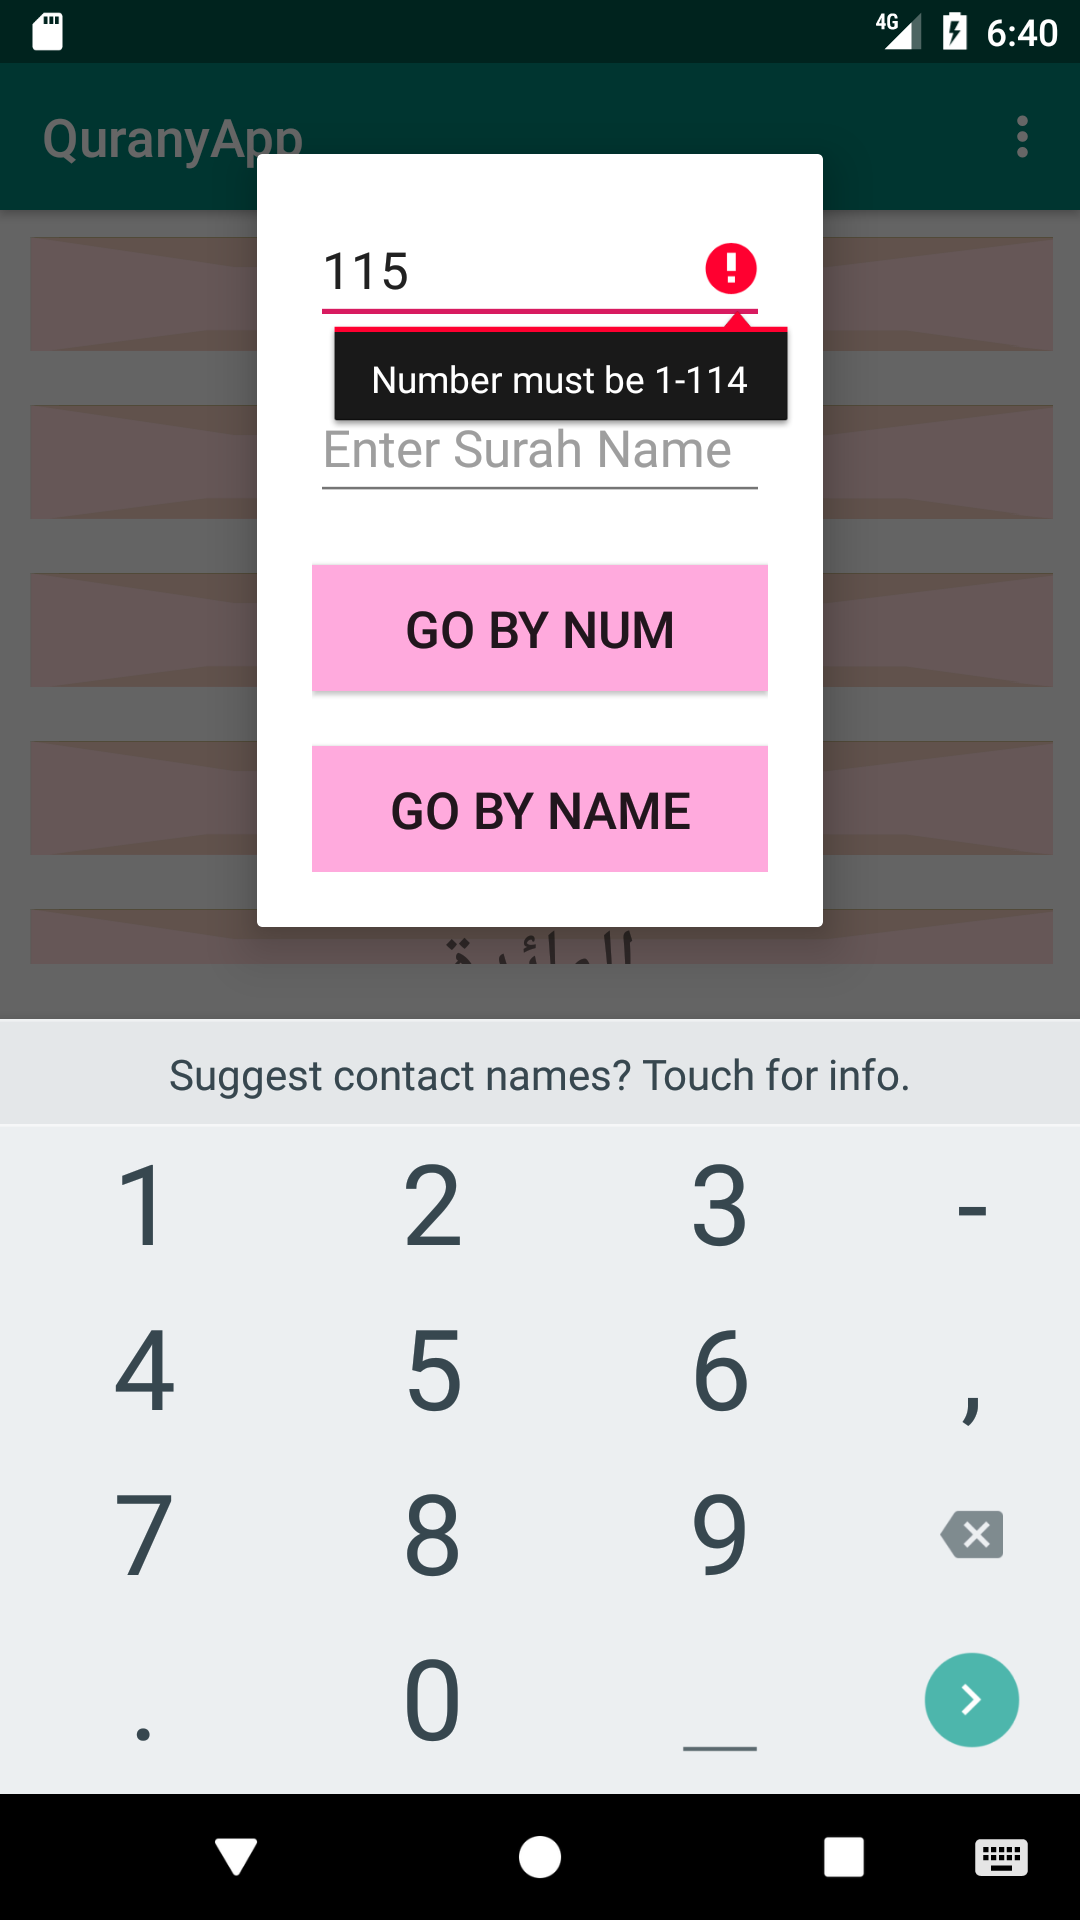 4G 6:40
QuranyApp
115
Number must be 1-114
Enter Surah Name
GO BY NUM
GO BY NAME
المائدة
Suggest contact names? Touch for info.
1 2 3 -
4 5 6 ,
7 8 9
. 0 _